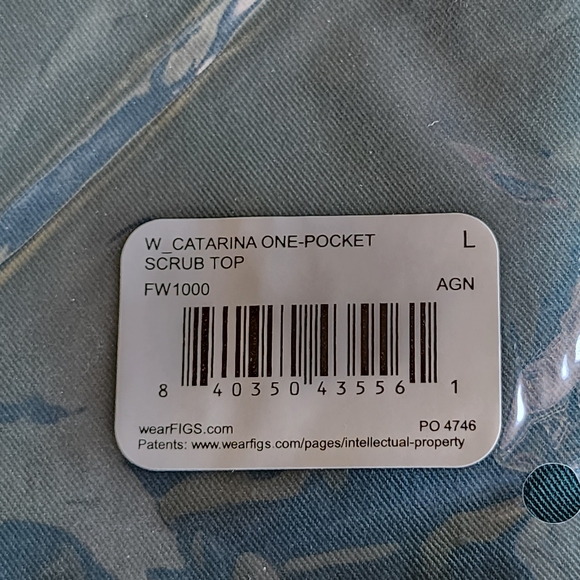 W_CATARINA ONE-POCKET L
SCRUB TOP
FW1000 AGN
8 40350 43556 1
wearFIGS.com PO 4746
Patents: www.wearfigs.com/pages/intellectual-property